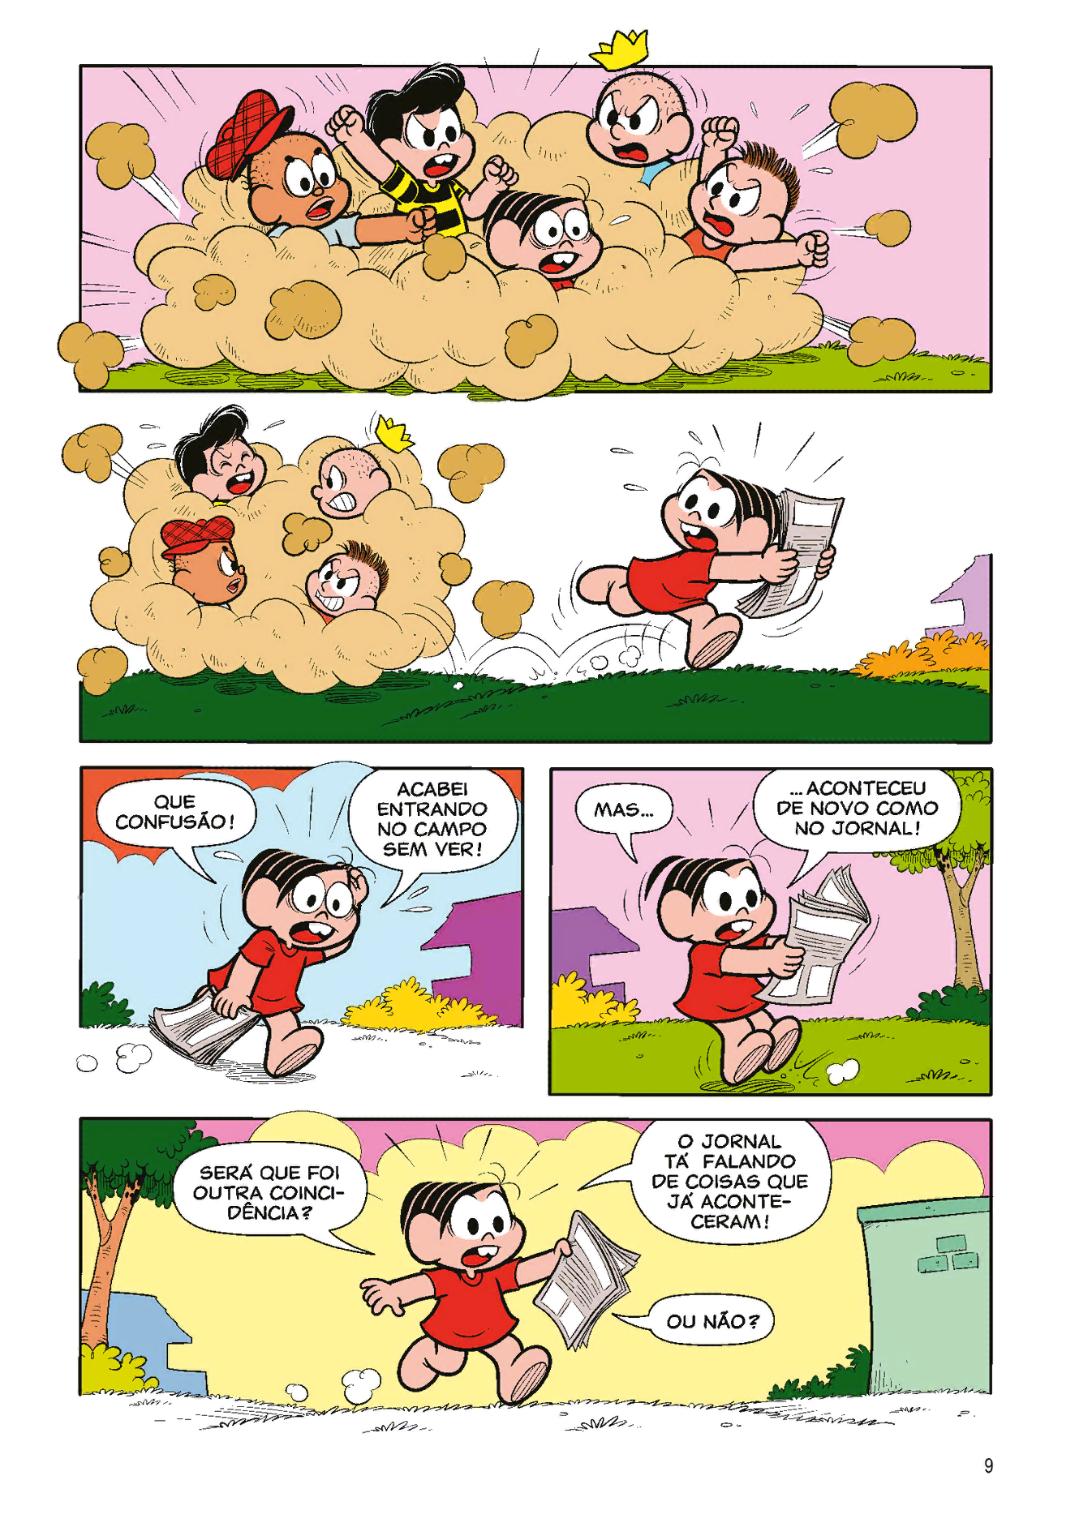 QUE
CONFUSÃO!
ACABEI
ENTRANDO
NO CAMPO
SEM VER!
MAS...
...ACONTECEU
DE NOVO COMO
NO JORNAL!
SERÁ QUE FOI
OUTRA COINCI-
DÊNCIA?
O JORNAL
TÁ FALANDO
DE COISAS QUE
JÁ ACONTE-
CERAM!
OU NÃO?
9